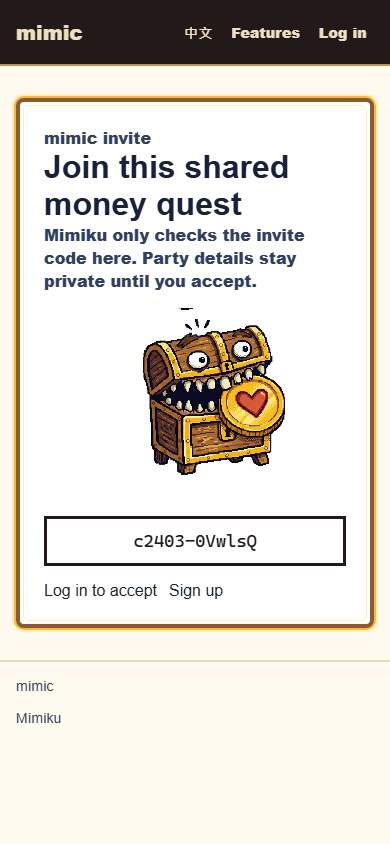 mimic
中文 Features Log in
mimic invite
Join this shared
money quest
Mimiku only checks the invite
code here. Party details stay
private until you accept.
c2403-0VwlsQ
Log in to accept Sign up
mimic
Mimiku